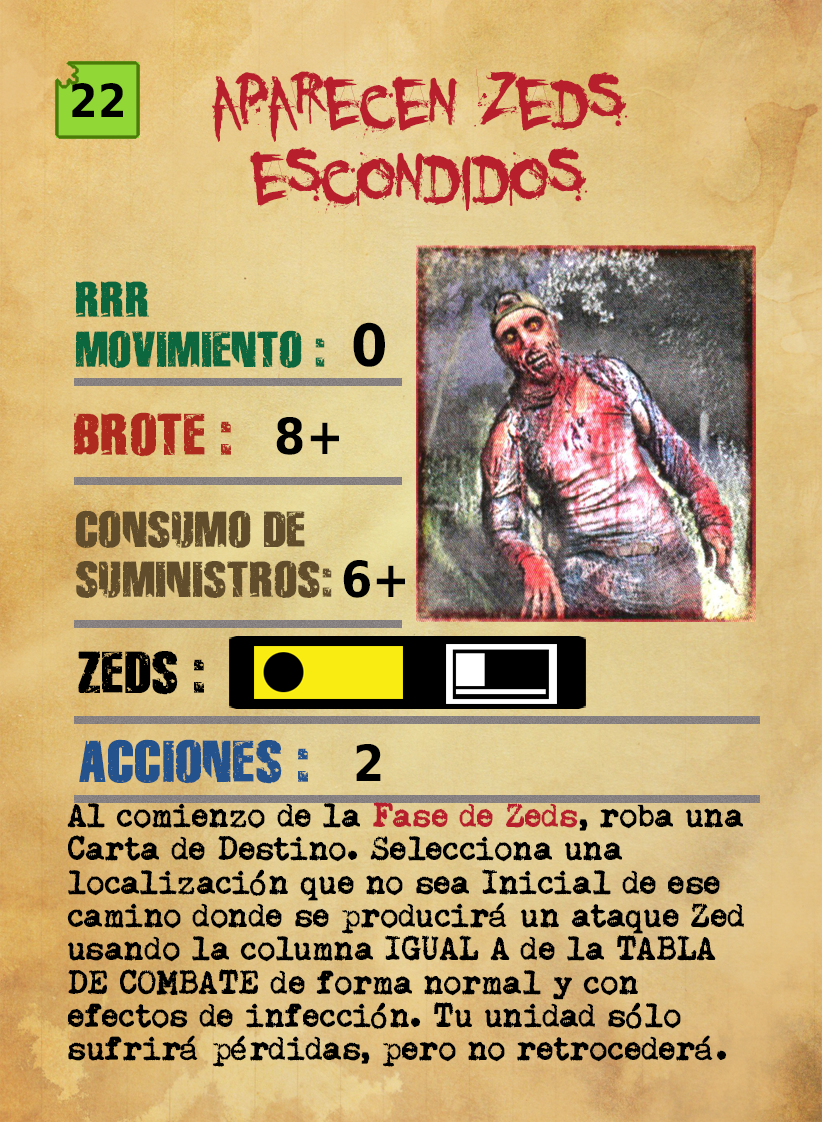 22
APARECEN ZEDS
ESCONDIDOS
RRR
MOVIMIENTO : 0
BROTE : 8+
CONSUMO DE
SUMINISTROS: 6+
ZEDS :
ACCIONES : 2
Al comienzo de la Fase de Zeds, roba una
Carta de Destino. Selecciona una
localización que no sea Inicial de ese
camino donde se producirá un ataque Zed
usando la columna IGUAL A de la TABLA
DE COMBATE de forma normal y con
efectos de infección. Tu unidad sólo
sufrirá pérdidas, pero no retrocederá.